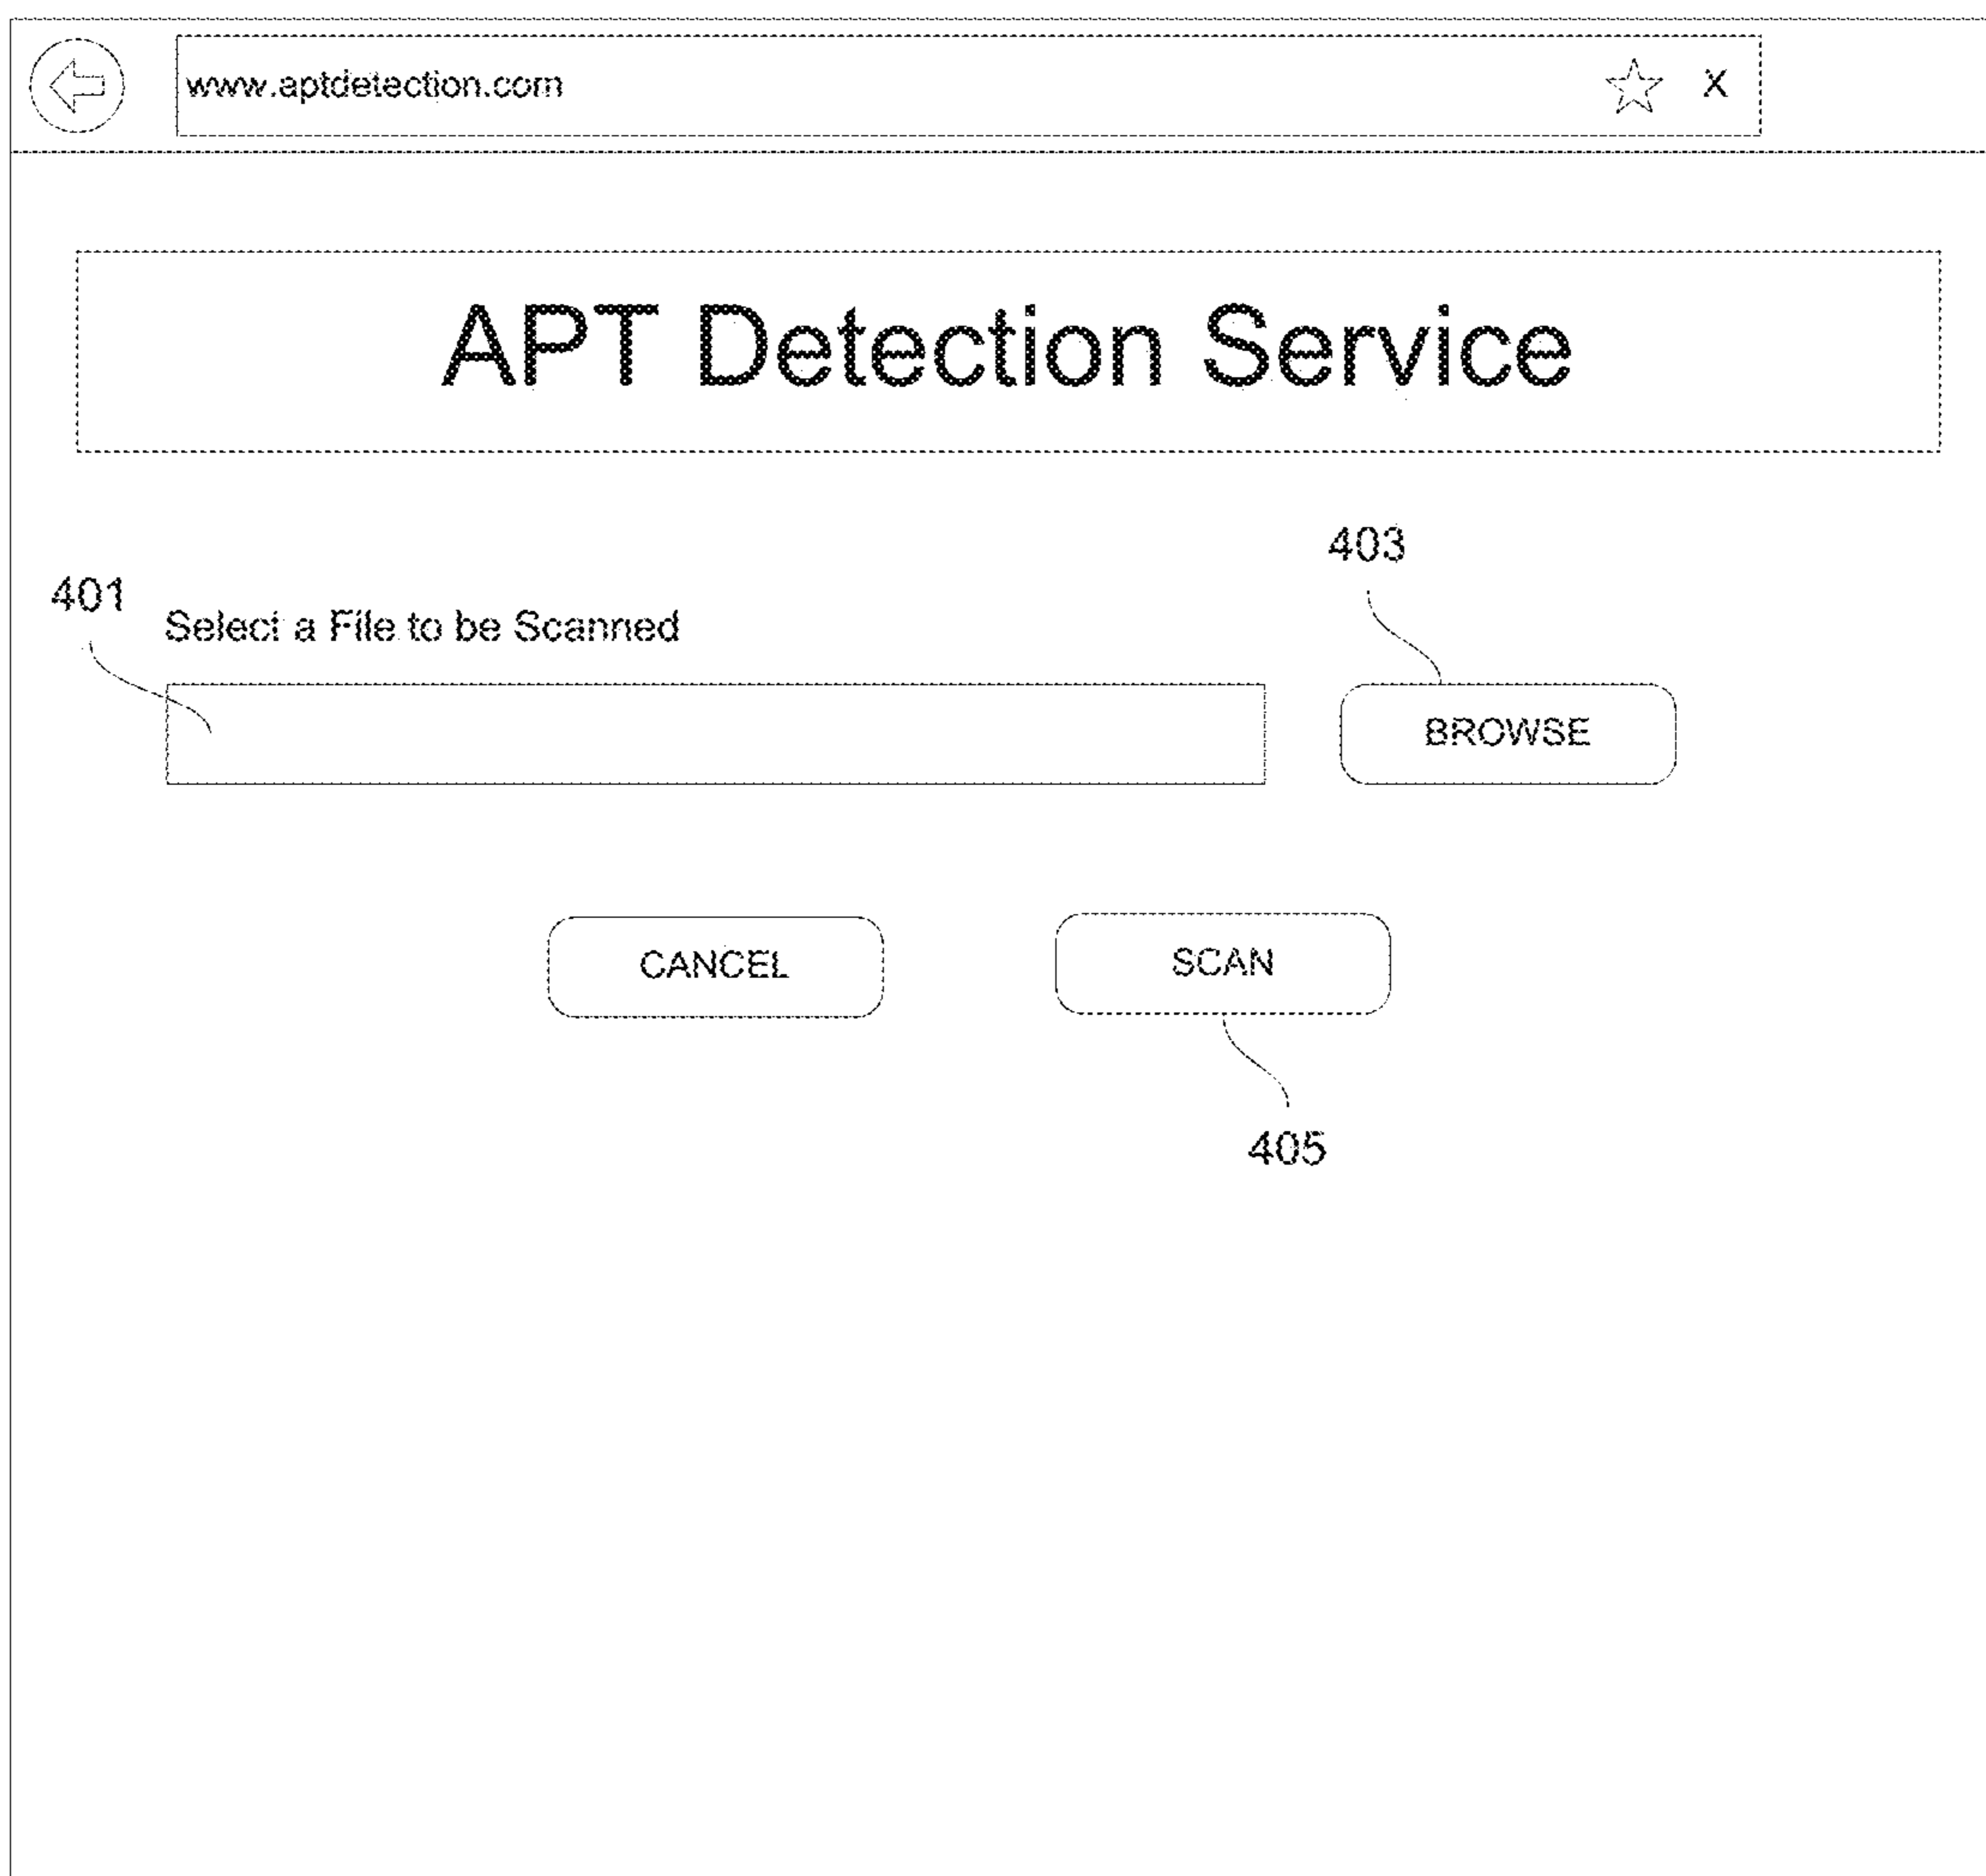 www.aptdetection.com X
APT Detection Service
403
401
Select a File to be Scanned
BROWSE
CANCEL SCAN
405